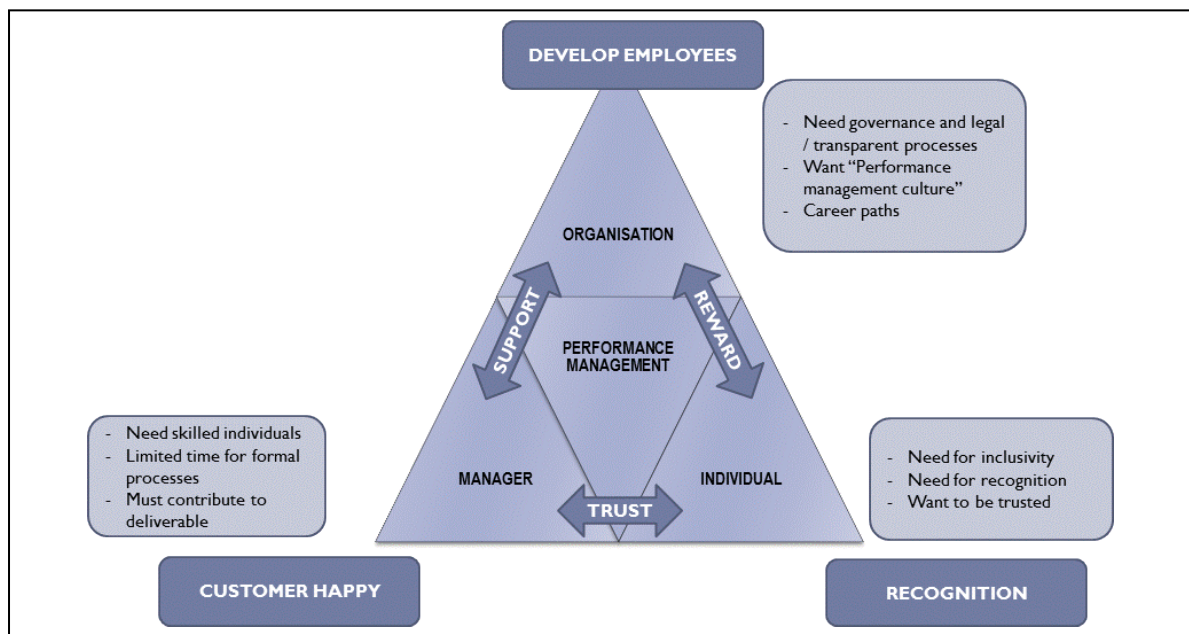 DEVELOP EMPLOYEES
- Need governance and legal
/ transparent processes
- Want “Performance
management culture”
- Career paths
ORGANISATION
SUPPORT
REWARD
PERFORMANCE
MANAGEMENT
- Need skilled individuals
- Limited time for formal
processes
- Must contribute to
deliverable
MANAGER
INDIVIDUAL
- Need for inclusivity
- Need for recognition
- Want to be trusted
TRUST
CUSTOMER HAPPY
RECOGNITION